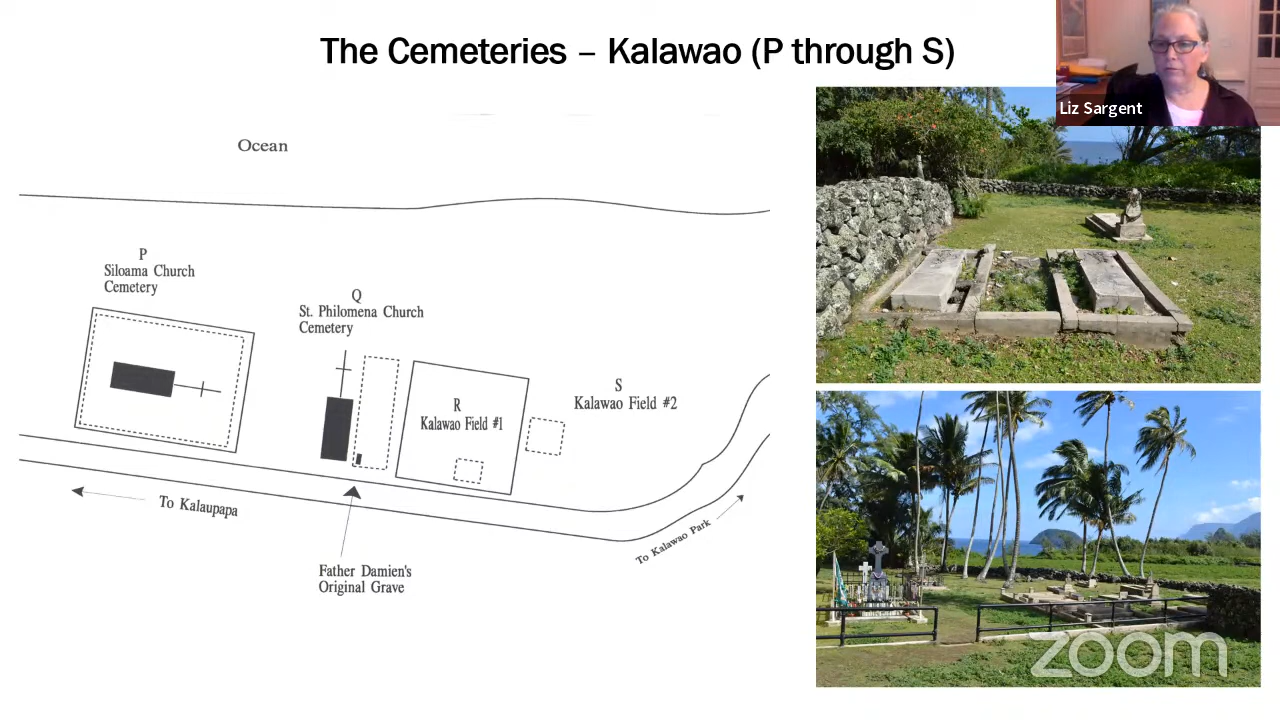 The Cemeteries – Kalawao (P through S)
Liz Sargent
Ocean
P
Siloama Church
Cemetery
Q
St. Philomena Church
Cemetery
R
Kalawao Field #1
S
Kalawao Field #2
To Kalaupapa
To Kalawao Park
Father Damien's
Original Grave
zoom